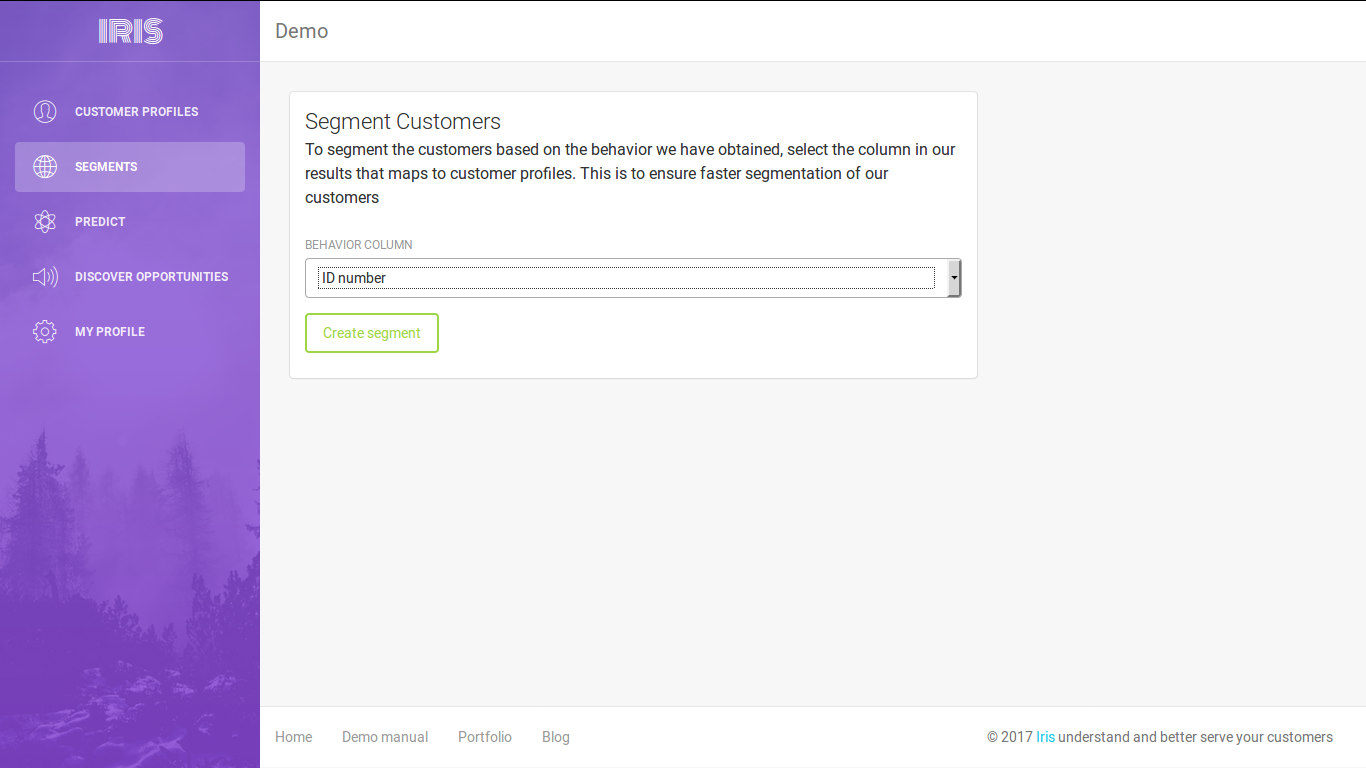 IRIS
Demo
CUSTOMER PROFILES
SEGMENTS
PREDICT
DISCOVER OPPORTUNITIES
MY PROFILE
Segment Customers
To segment the customers based on the behavior we have obtained, select the column in our
results that maps to customer profiles. This is to ensure faster segmentation of our
customers
BEHAVIOR COLUMN
ID number
Create segment
Home Demo manual Portfolio Blog
© 2017 Iris understand and better serve your customers